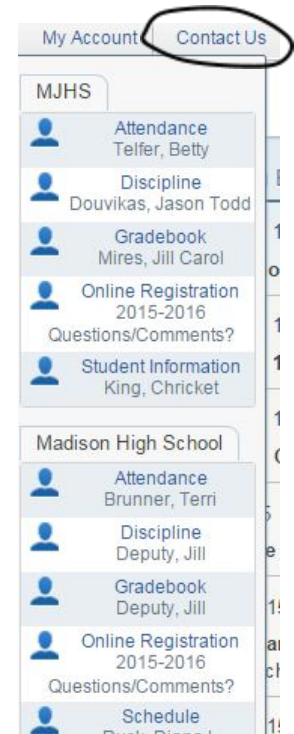 My Account
Contact Us
MJHS
Attendance
Telfer, Betty
Discipline
Douvikas, Jason Todd
Gradebook
Mires, Jill Carol
Online Registration
2015-2016
Questions/Comments?
Student Information
King, Chricket
Madison High School
Attendance
Brunner, Terri
Discipline
Deputy, Jill
Gradebook
Deputy, Jill
Online Registration
2015-2016
Questions/Comments?
Schedule